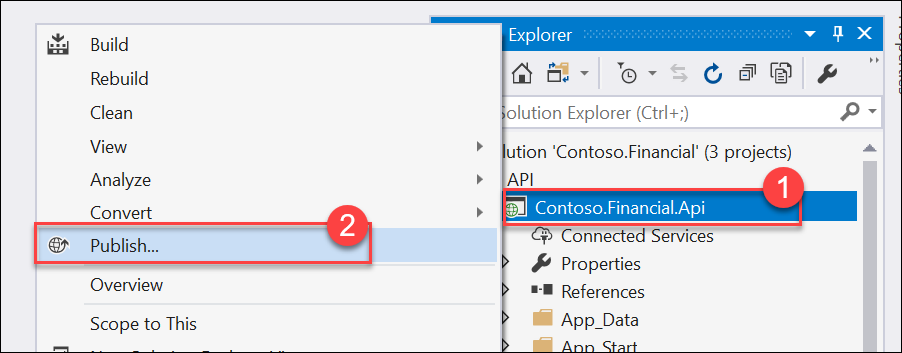 Build
Rebuild
Clean
View
Analyze
Convert
Publish...
2
Overview
Scope to This
Explorer
Solution Explorer (Ctrl+;)
lution 'Contoso.Financial' (3 projects)
API
1
Contoso.Financial.Api
Connected Services
Properties
References
App_Data
App_Start